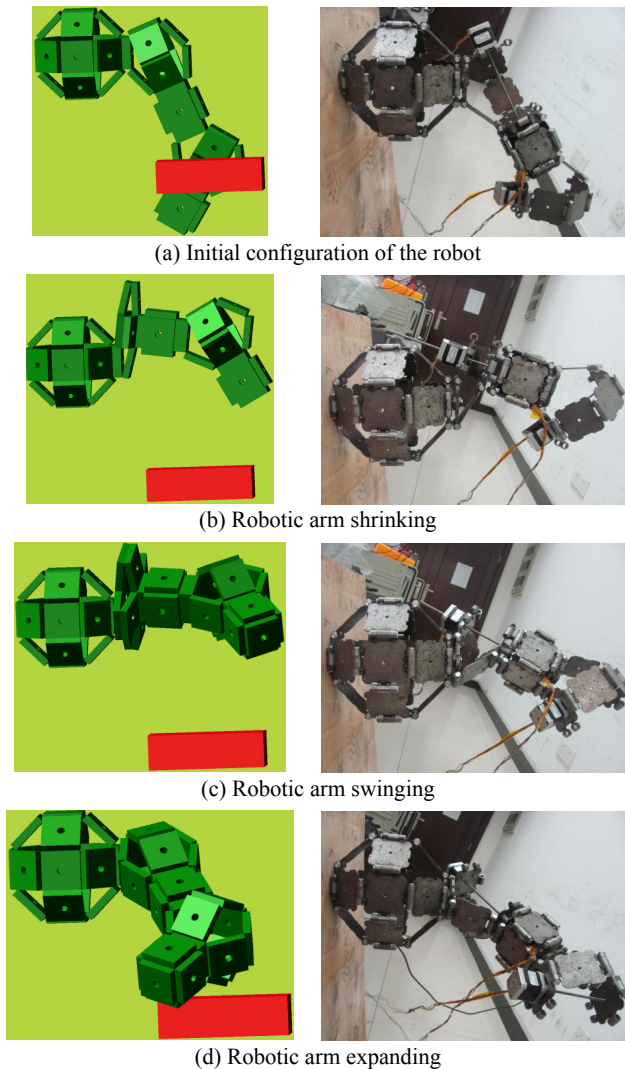 (a) Initial configuration of the robot
(b) Robotic arm shrinking
(c) Robotic arm swinging
(d) Robotic arm expanding